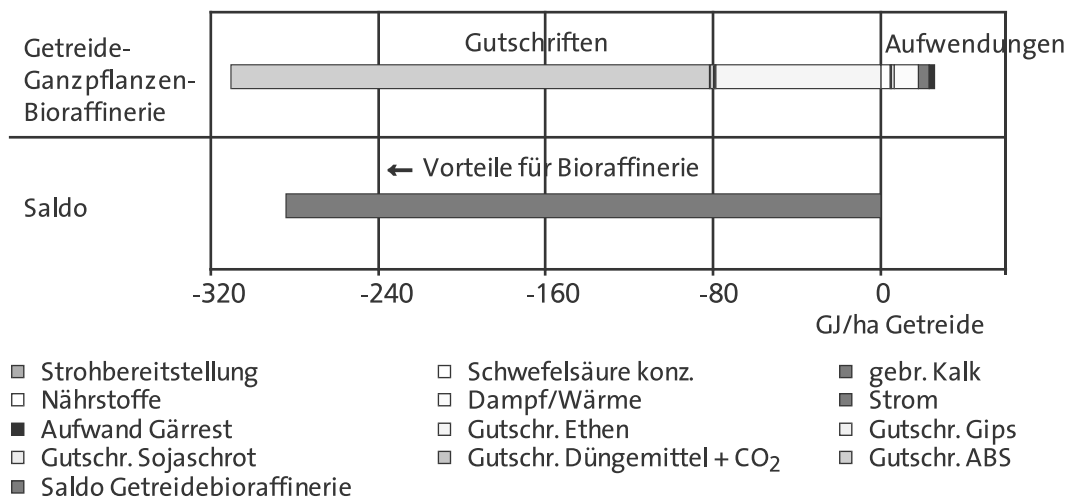 Getreide-
Ganzpflanzen-
Bioraffinerie
Gutschriften
Aufwendungen
Saldo
← Vorteile für Bioraffinerie
-320 -240 -160 -80 0
GJ/ha Getreide
Strohbereitstellung
Nährstoffe
Aufwand Gärrest
Gutschr. Sojaschrot
Saldo Getreidebioraffinerie
Schwefelsäure konz.
Dampf/Wärme
Gutschr. Ethen
Gutschr. Düngemittel + CO₂
gebr. Kalk
Strom
Gutschr. Gips
Gutschr. ABS